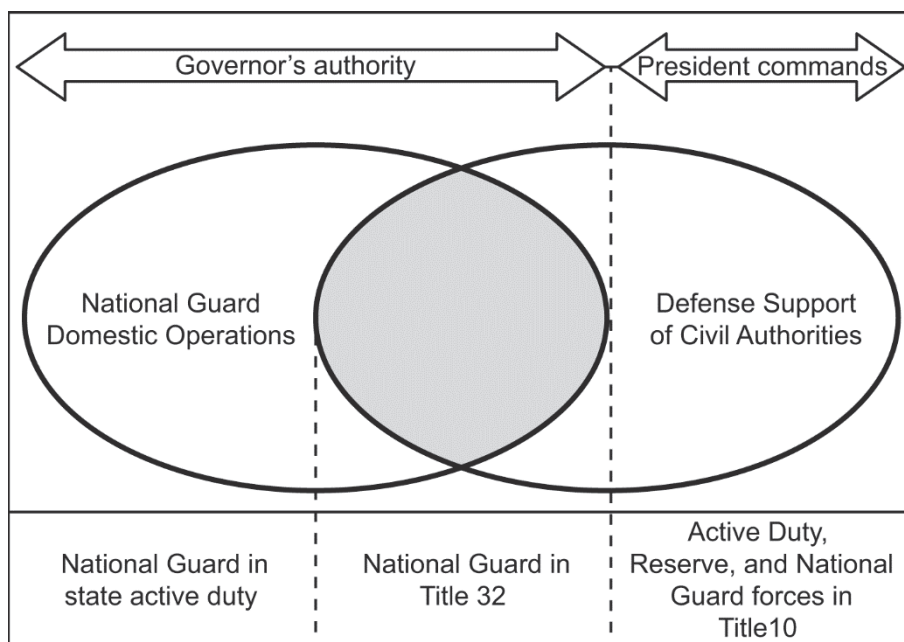 Governor's authority
President commands
National Guard
Domestic Operations
Defense Support
of Civil Authorities
National Guard in
state active duty
National Guard in
Title 32
Active Duty,
Reserve, and National
Guard forces in
Title10